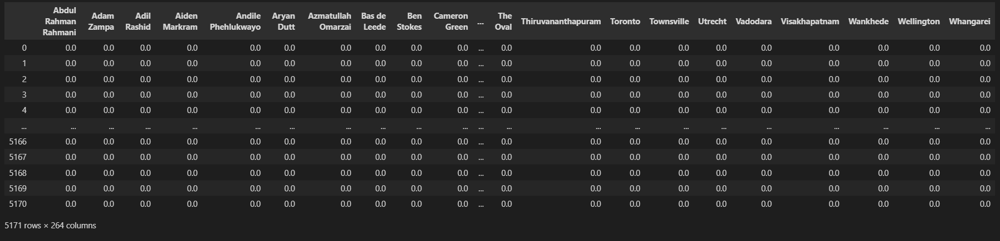 Abdul Rahman Rahmani Adam Zampa Adil Rashid Aiden Markram Andile Phehlukwayo Aryan Dutt Azmatullah Omarzai Bas de Leede Ben Stokes Cameron Green ... The Oval Thiruvananthapuram Toronto Townsville Utrecht Vadodara Visakhapatnam Wankhede Wellington Whangarei
0 0.0 0.0 0.0 0.0 0.0 0.0 0.0 0.0 0.0 0.0 ... 0.0 0.0 0.0 0.0 0.0 0.0 0.0 0.0 0.0 0.0
1 0.0 0.0 0.0 0.0 0.0 0.0 0.0 0.0 0.0 0.0 ... 0.0 0.0 0.0 0.0 0.0 0.0 0.0 0.0 0.0 0.0
2 0.0 0.0 0.0 0.0 0.0 0.0 0.0 0.0 0.0 0.0 ... 0.0 0.0 0.0 0.0 0.0 0.0 0.0 0.0 0.0 0.0
3 0.0 0.0 0.0 0.0 0.0 0.0 0.0 0.0 0.0 0.0 ... 0.0 0.0 0.0 0.0 0.0 0.0 0.0 0.0 0.0 0.0
4 0.0 0.0 0.0 0.0 0.0 0.0 0.0 0.0 0.0 0.0 ... 0.0 0.0 0.0 0.0 0.0 0.0 0.0 0.0 0.0 0.0
... ... ... ... ... ... ... ... ... ... ... ... ... ... ... ... ... ... ... ... ... ...
5166 0.0 0.0 0.0 0.0 0.0 0.0 0.0 0.0 0.0 0.0 ... 0.0 0.0 0.0 0.0 0.0 0.0 0.0 0.0 0.0 0.0
5167 0.0 0.0 0.0 0.0 0.0 0.0 0.0 0.0 0.0 0.0 ... 0.0 0.0 0.0 0.0 0.0 0.0 0.0 0.0 0.0 0.0
5168 0.0 0.0 0.0 0.0 0.0 0.0 0.0 0.0 0.0 0.0 ... 0.0 0.0 0.0 0.0 0.0 0.0 0.0 0.0 0.0 0.0
5169 0.0 0.0 0.0 0.0 0.0 0.0 0.0 0.0 0.0 0.0 ... 0.0 0.0 0.0 0.0 0.0 0.0 0.0 0.0 0.0 0.0
5170 0.0 0.0 0.0 0.0 0.0 0.0 0.0 0.0 0.0 0.0 ... 0.0 0.0 0.0 0.0 0.0 0.0 0.0 0.0 0.0 0.0
5171 rows × 264 columns